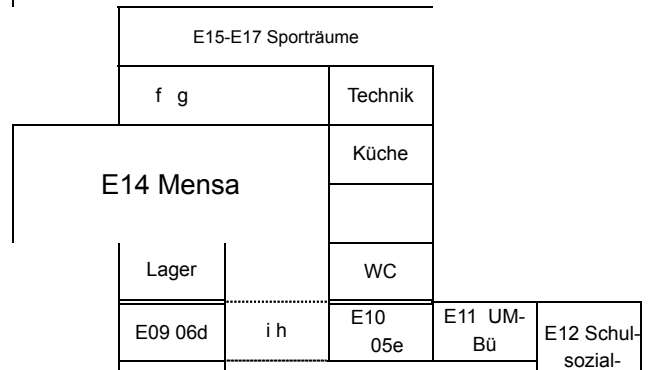 E15-E17 Sporträume
f g
Technik
Küche
E14 Mensa
Lager
WC
E09 06d
i h
E10
05e
E11 UM-
Bü
E12 Schul-
sozial-